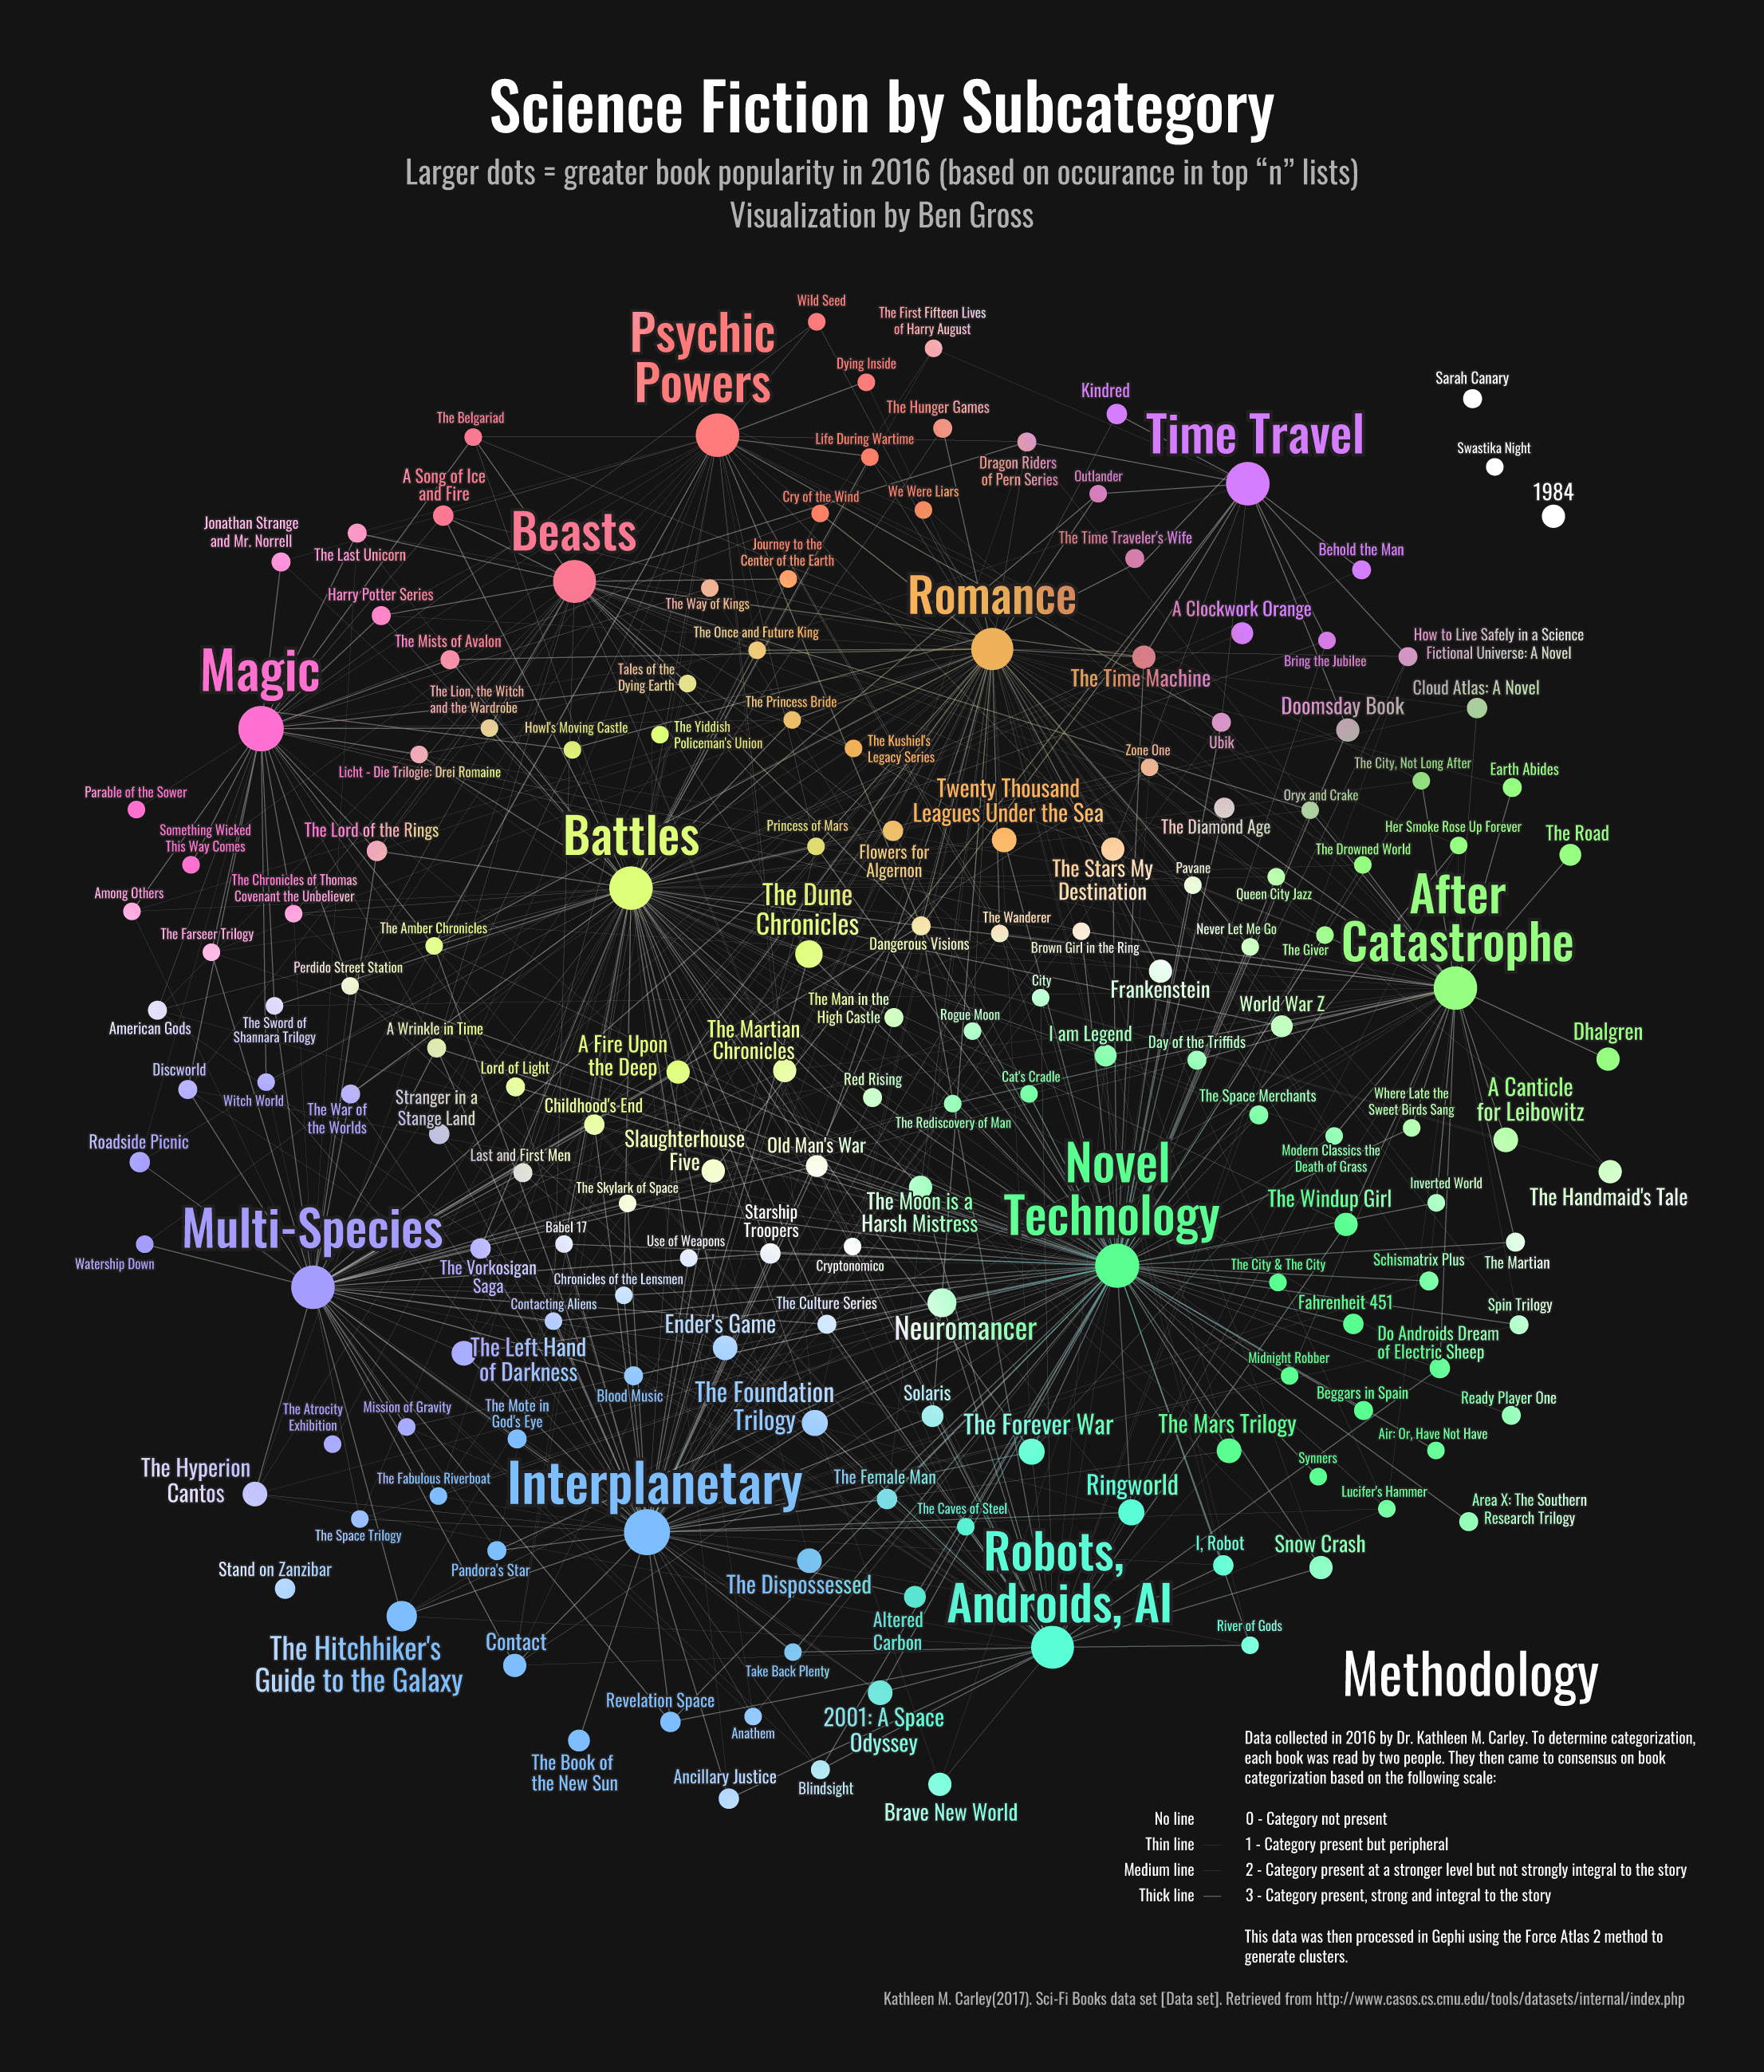 Science Fiction by Subcategory
Larger dots = greater book popularity in 2016 (based on occurance in top “n” lists)
Visualization by Ben Gross
Wild Seed
The First Fifteen Lives
of Harry August
Psychic
Powers
Dying Inside
Sarah Canary
Kindred
The Hunger Games
The Belgariad
Time Travel
Life During Wartime
Swastika Night
Dragon Riders
of Pern Series
A Song of Ice
and Fire
Outlander
1984
Cry of the Wind
We Were Liars
Jonathan Strange
and Mr. Norrell
Beasts
The Last Unicorn
Journey to the
Center of the Earth
The Time Traveler's Wife
Behold the Man
Harry Potter Series
The Way of Kings
Romance
A Clockwork Orange
The Mists of Avalon
The Once and Future King
How to Live Safely in a Science
Fictional Universe: A Novel
Bring the Jubilee
Magic
Tales of the
Dying Earth
The Time Machine
Cloud Atlas: A Novel
The Lion, the Witch
and the Wardrobe
The Princess Bride
Doomsday Book
Howl's Moving Castle
The Yiddish
Policeman's Union
The Kushiel's
Legacy Series
Ubik
Zone One
Licht - Die Trilogie: Drei Romaine
The City, Not Long After
Earth Abides
Parable of the Sower
Twenty Thousand
Leagues Under the Sea
Oryx and Crake
Something Wicked
This Way Comes
The Lord of the Rings
Battles
Princess of Mars
The Diamond Age
Her Smoke Rose Up Forever
The Road
Flowers for
Algernon
The Drowned World
The Stars My
Destination
Pavane
Among Others
The Chronicles of Thomas
Covenant the Unbeliever
The Dune
Chronicles
Queen City Jazz
After
Catastrophe
The Farseer Trilogy
The Amber Chronicles
Dangerous Visions
The Wanderer
Brown Girl in the Ring
Never Let Me Go
The Giver
Perdido Street Station
City
Frankenstein
American Gods
The Sword of
Shannara Trilogy
The Man in the
High Castle
World War Z
A Wrinkle in Time
Rogue Moon
A Fire Upon
the Deep
The Martian
Chronicles
I am Legend
Day of the Triffids
Dhalgren
Discworld
Lord of Light
Red Rising
Cat's Cradle
Witch World
The War of
the Worlds
Stranger in a
Stange Land
Childhood's End
The Rediscovery of Man
The Space Merchants
Where Late the
Sweet Birds Sang
A Canticle
for Leibowitz
Roadside Picnic
Last and First Men
Slaughterhouse
Five
Old Man's War
Novel
Technology
Modern Classics the
Death of Grass
The Skylark of Space
Inverted World
The Handmaid's Tale
Multi-Species
The Moon is a
Harsh Mistress
The Windup Girl
Starship
Troopers
Babel 17
Use of Weapons
Watership Down
The Vorkosigan
Saga
Cryptonomico
The City & The City
Schismatrix Plus
The Martian
Chronicles of the Lensmen
Contacting Aliens
The Culture Series
Fahrenheit 451
Spin Trilogy
Ender's Game
Neuromancer
The Left Hand
of Darkness
Do Androids Dream
of Electric Sheep
Midnight Robber
Blood Music
The Foundation
Trilogy
Solaris
Beggars in Spain
Ready Player One
The Atrocity
Exhibition
Mission of Gravity
The Mote in
God's Eye
The Forever War
The Mars Trilogy
Air: Or, Have Not Have
The Hyperion
Cantos
The Fabulous Riverboat
Interplanetary
The Female Man
Ringworld
Synners
Lucifer's Hammer
The Caves of Steel
Area X: The Southern
Research Trilogy
The Space Trilogy
Robots,
Androids, AI
I, Robot
Snow Crash
Stand on Zanzibar
Pandora's Star
The Dispossessed
Altered
Carbon
River of Gods
The Hitchhiker's
Guide to the Galaxy
Contact
Take Back Plenty
Methodology
Revelation Space
Anathem
2001: A Space
Odyssey
Data collected in 2016 by Dr. Kathleen M. Carley. To determine categorization,
each book was read by two people. They then came to consensus on book
categorization based on the following scale:
The Book of
the New Sun
Ancillary Justice
Blindsight
Brave New World
No line 0 - Category not present
Thin line 1 - Category present but peripheral
Medium line 2 - Category present at a stronger level but not strongly integral to the story
Thick line 3 - Category present, strong and integral to the story
This data was then processed in Gephi using the Force Atlas 2 method to
generate clusters.
Kathleen M. Carley(2017). Sci-Fi Books data set [Data set]. Retrieved from http://www.casos.cs.cmu.edu/tools/datasets/internal/index.php